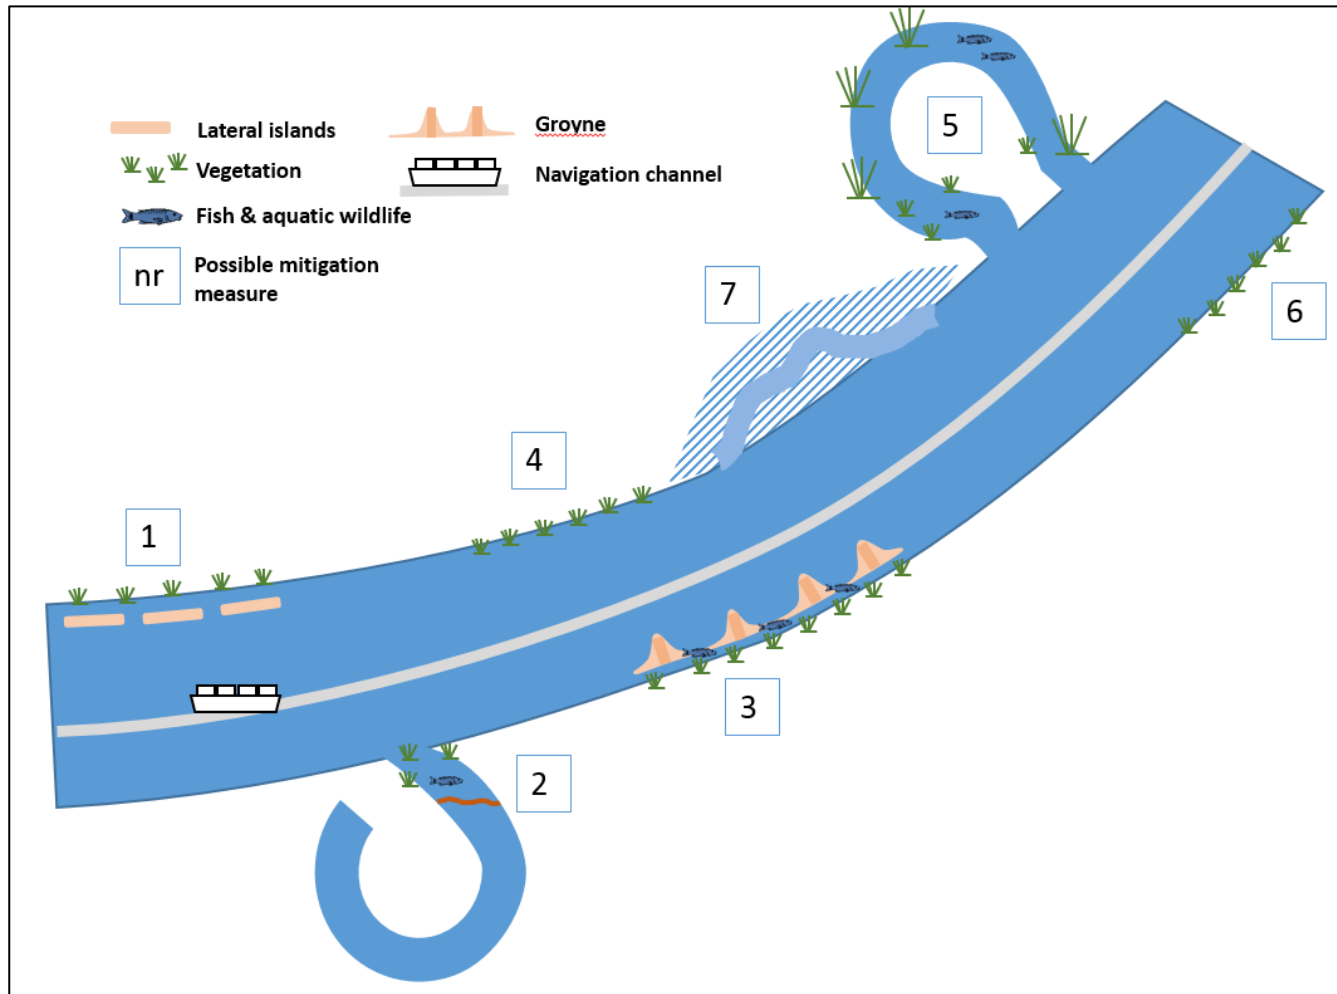 Lateral islands
Groyne
Vegetation
Navigation channel
Fish & aquatic wildlife
nr
Possible mitigation
measure
5
7
6
4
1
3
2